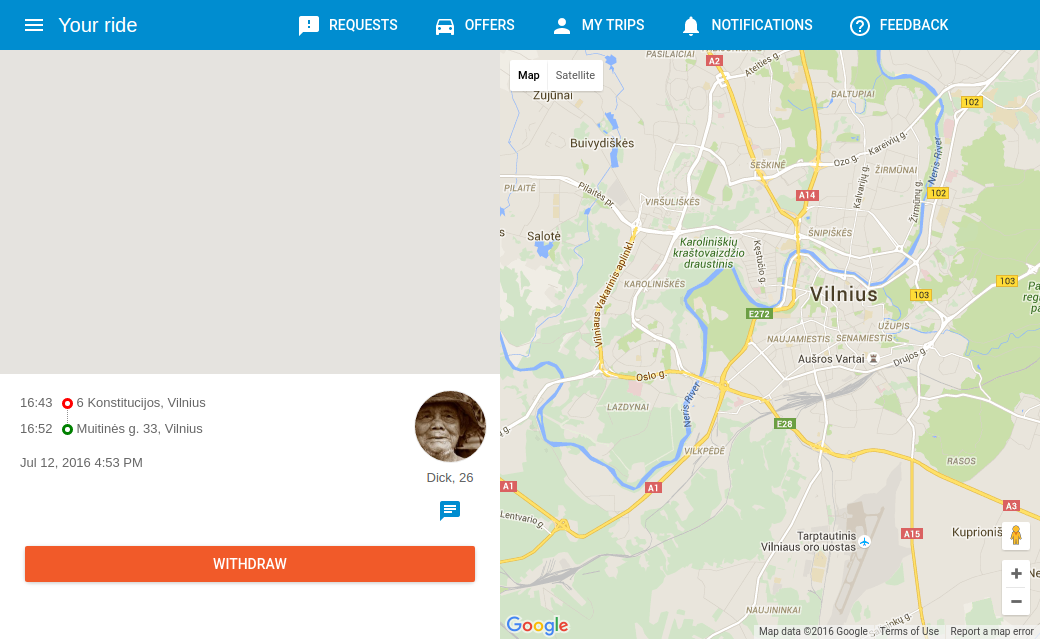 Your ride
REQUESTS
OFFERS
MY TRIPS
NOTIFICATIONS
FEEDBACK
16:43 6 Konstitucijos, Vilnius
16:52 Muitinės g. 33, Vilnius
Jul 12, 2016 4:53 PM
Dick, 26
WITHDRAW
Map
Satellite
PASILAIČIAI
A2
Ateities g.
Zujūnai
BALTUPIAI
102
Buivydiškės
Ozo g.
Kareivių g.
Neris River
ŠEŠKINĖ
ŽIRMŪNAI
PILAITĖ
Pilaitės pr.
VIRŠULIŠKĖS
A14
Kalvarijų g.
Žirmūnų g.
102
Salotė
Karoliniškių
kraštovaizdžio
draustinis
ŠNIPIŠKĖS
Kęstučio g.
Vilniaus Vakarinis aplinkl.
KAROLINIŠKĖS
103
Vilnius
103
E272
UŽUPIS
NAUJAMIESTIS
SENAMIESTIS
Aušros Vartai
Drujos g.
Oslo g.
LAZDYNAI
Neris River
E28
VILKPĖDĖ
RASOS
A1
A1
Lentvario g.
A3
Tarptautinis
Vilniaus oro uostas
A15
Kuprioniš
NAUJININKAI
Google
Map data ©2016 Google
Terms of Use
Report a map error